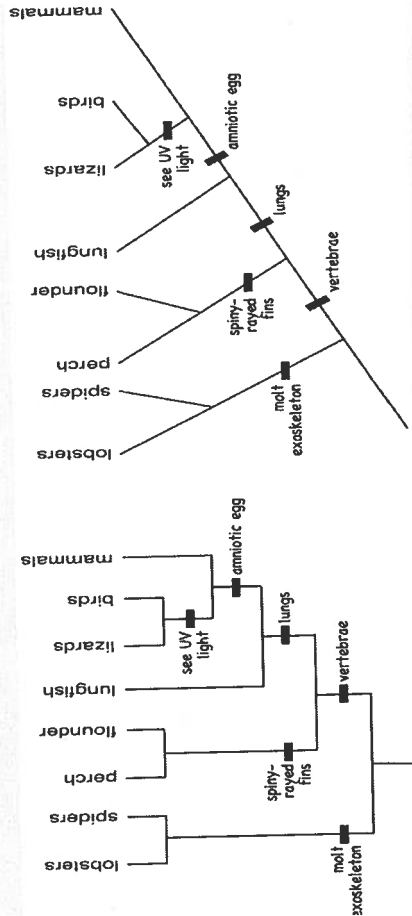 mammals
birds
lizards
lungfish
flounder
perch
spiders
lobsters
see UV
light
amniotic egg
lungs
spiny-
rayed
fins
vertebrae
molt
exoskeleton
mammals
birds
lizards
lungfish
flounder
perch
spiders
lobsters
see UV
light
amniotic egg
lungs
spiny-
rayed
fins
vertebrae
molt
exoskeleton